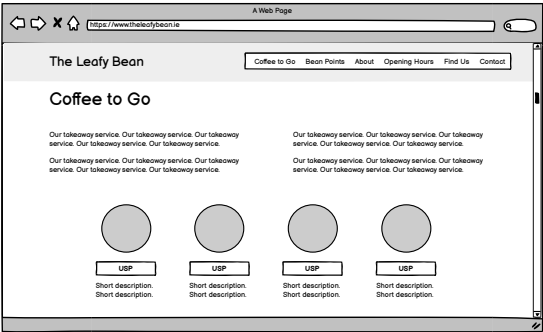 A Web Page
https://www.theleafybean.ie
The Leafy Bean
Coffee to Go Bean Points About Opening Hours Find Us Contact
Coffee to Go
Our takeaway service. Our takeaway service. Our takeaway
service. Our takeaway service. Our takeaway service.
Our takeaway service. Our takeaway service. Our takeaway
service. Our takeaway service. Our takeaway service.
Our takeaway service. Our takeaway service. Our takeaway
service. Our takeaway service. Our takeaway service.
Our takeaway service. Our takeaway service. Our takeaway
service. Our takeaway service. Our takeaway service.
USP USP USP USP
Short description. Short description. Short description. Short description.
Short description. Short description. Short description. Short description.